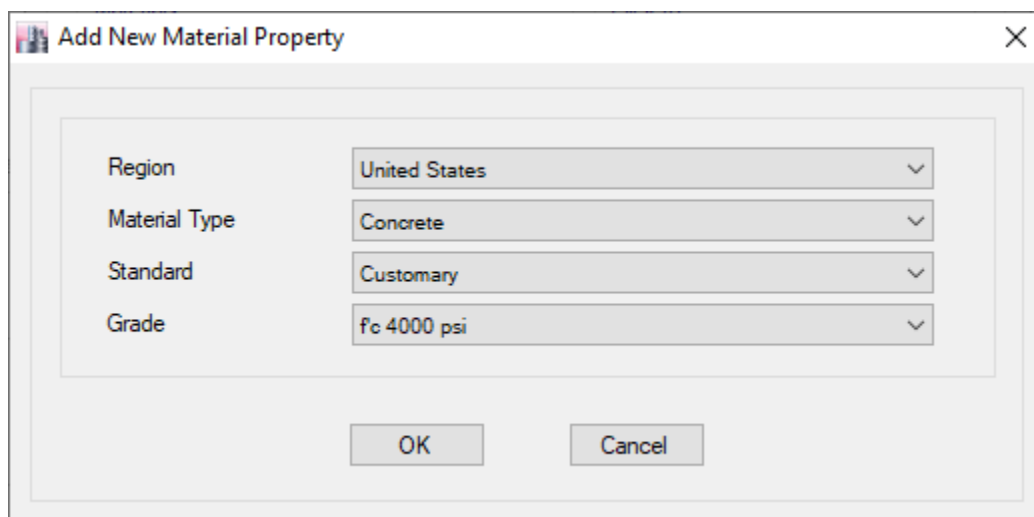 Add New Material Property
Region United States
Material Type Concrete
Standard Customary
Grade f'c 4000 psi
OK Cancel